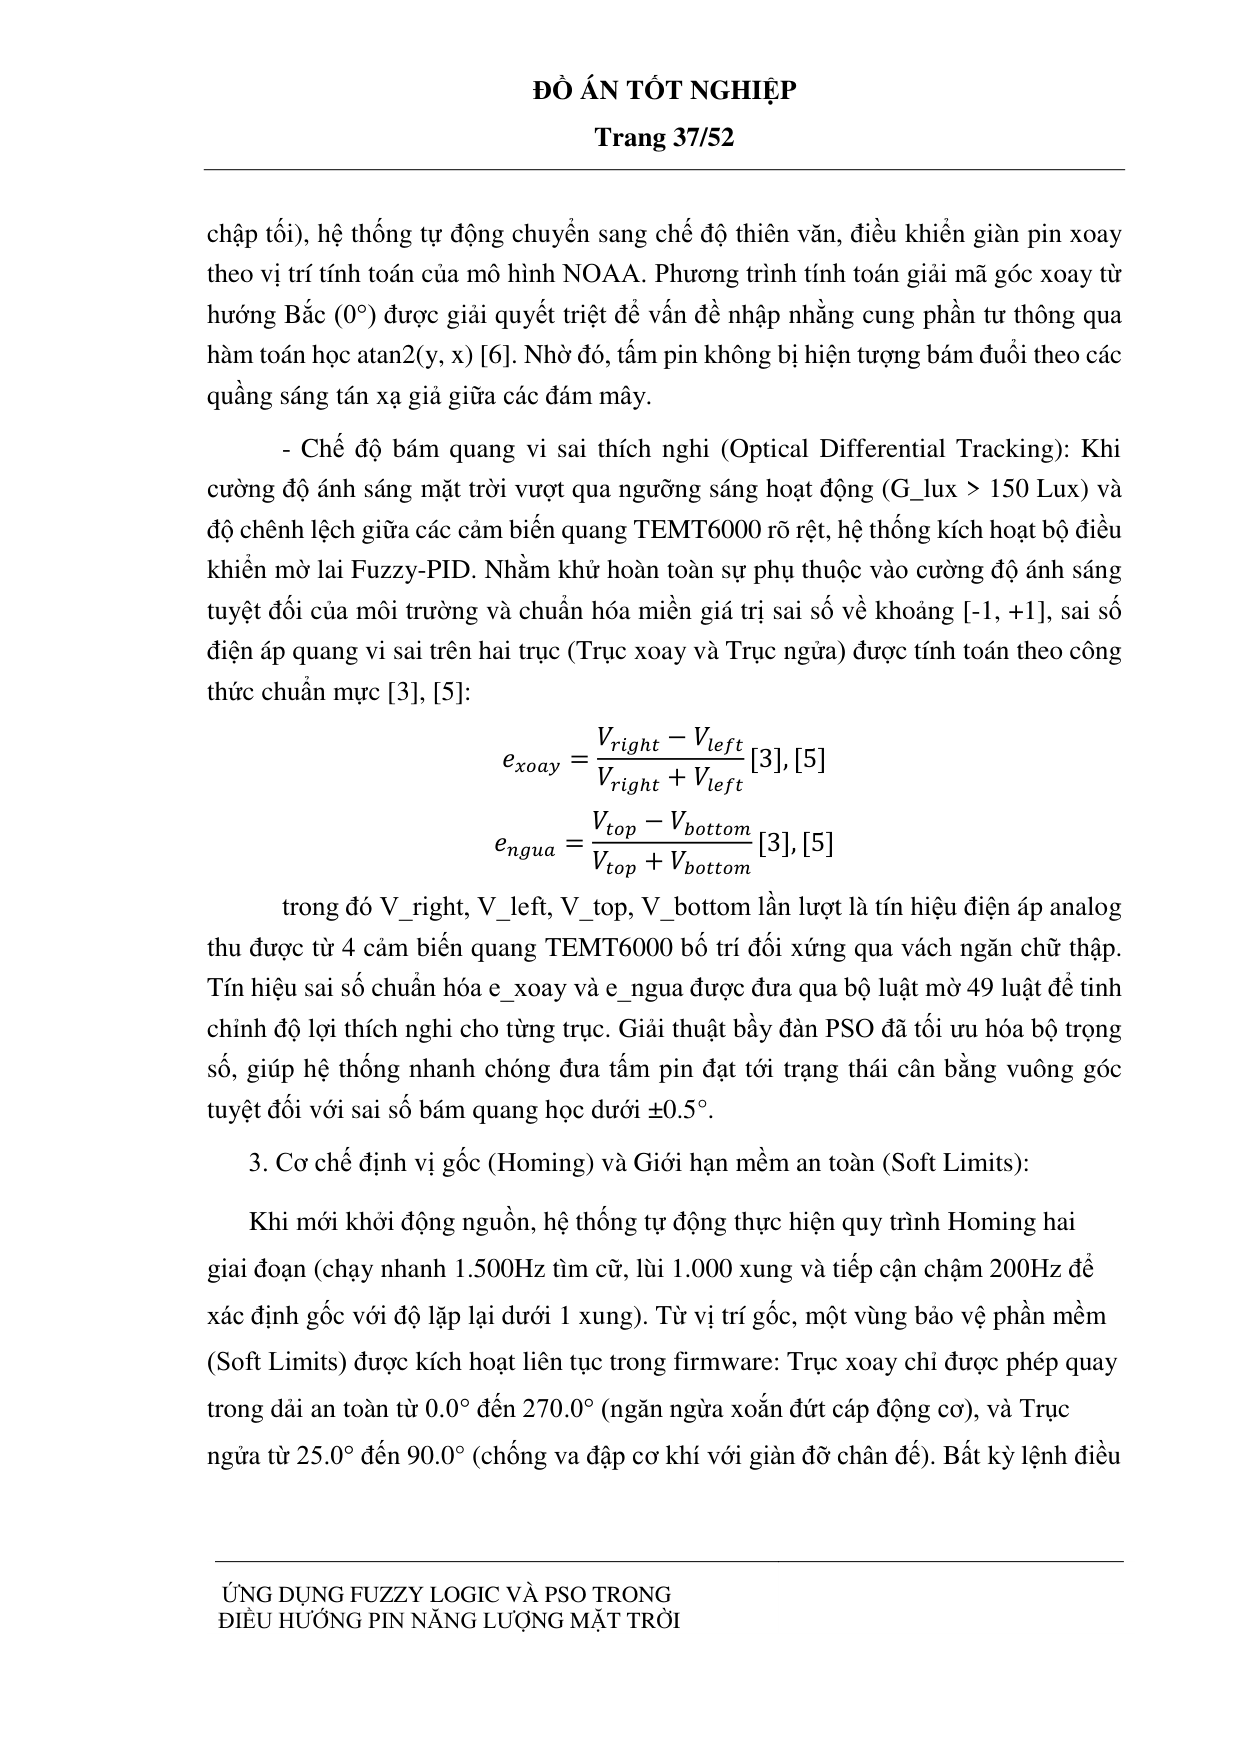 ĐỒ ÁN TỐT NGHIỆP
Trang 37/52
chập tối), hệ thống tự động chuyển sang chế độ thiên văn, điều khiển giàn pin xoay
theo vị trí tính toán của mô hình NOAA. Phương trình tính toán giải mã góc xoay từ
hướng Bắc (0°) được giải quyết triệt để vấn đề nhập nhằng cung phần tư thông qua
hàm toán học atan2(y, x) [6]. Nhờ đó, tấm pin không bị hiện tượng bám đuổi theo các
quầng sáng tán xạ giả giữa các đám mây.
- Chế độ bám quang vi sai thích nghi (Optical Differential Tracking): Khi
cường độ ánh sáng mặt trời vượt qua ngưỡng sáng hoạt động (G_lux > 150 Lux) và
độ chênh lệch giữa các cảm biến quang TEMT6000 rõ rệt, hệ thống kích hoạt bộ điều
khiển mờ lai Fuzzy-PID. Nhằm khử hoàn toàn sự phụ thuộc vào cường độ ánh sáng
tuyệt đối của môi trường và chuẩn hóa miền giá trị sai số về khoảng [-1, +1], sai số
điện áp quang vi sai trên hai trục (Trục xoay và Trục ngửa) được tính toán theo công
thức chuẩn mực [3], [5]:
e_{xoay} = \frac{V_{right} − V_{left}}{V_{right} + V_{left}} [3], [5]
e_{ngua} = \frac{V_{top} − V_{bottom}}{V_{top} + V_{bottom}} [3], [5]
trong đó V_right, V_left, V_top, V_bottom lần lượt là tín hiệu điện áp analog
thu được từ 4 cảm biến quang TEMT6000 bố trí đối xứng qua vách ngăn chữ thập.
Tín hiệu sai số chuẩn hóa e_xoay và e_ngua được đưa qua bộ luật mờ 49 luật để tinh
chỉnh độ lợi thích nghi cho từng trục. Giải thuật bầy đàn PSO đã tối ưu hóa bộ trọng
số, giúp hệ thống nhanh chóng đưa tấm pin đạt tới trạng thái cân bằng vuông góc
tuyệt đối với sai số bám quang học dưới ±0.5°.
3. Cơ chế định vị gốc (Homing) và Giới hạn mềm an toàn (Soft Limits):
Khi mới khởi động nguồn, hệ thống tự động thực hiện quy trình Homing hai
giai đoạn (chạy nhanh 1.500Hz tìm cữ, lùi 1.000 xung và tiếp cận chậm 200Hz để
xác định gốc với độ lặp lại dưới 1 xung). Từ vị trí gốc, một vùng bảo vệ phần mềm
(Soft Limits) được kích hoạt liên tục trong firmware: Trục xoay chỉ được phép quay
trong dải an toàn từ 0.0° đến 270.0° (ngăn ngừa xoắn đứt cáp động cơ), và Trục
ngửa từ 25.0° đến 90.0° (chống va đập cơ khí với giàn đỡ chân đế). Bất kỳ lệnh điều
ỨNG DỤNG FUZZY LOGIC VÀ PSO TRONG
ĐIỀU HƯỚNG PIN NĂNG LƯỢNG MẶT TRỜI